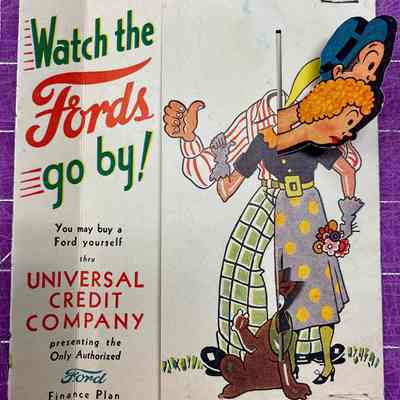 Watch the
Fords
go by!
You may buy a
Ford yourself
thru
UNIVERSAL
CREDIT
COMPANY
presenting the
Only Authorized
Ford
Finance Plan